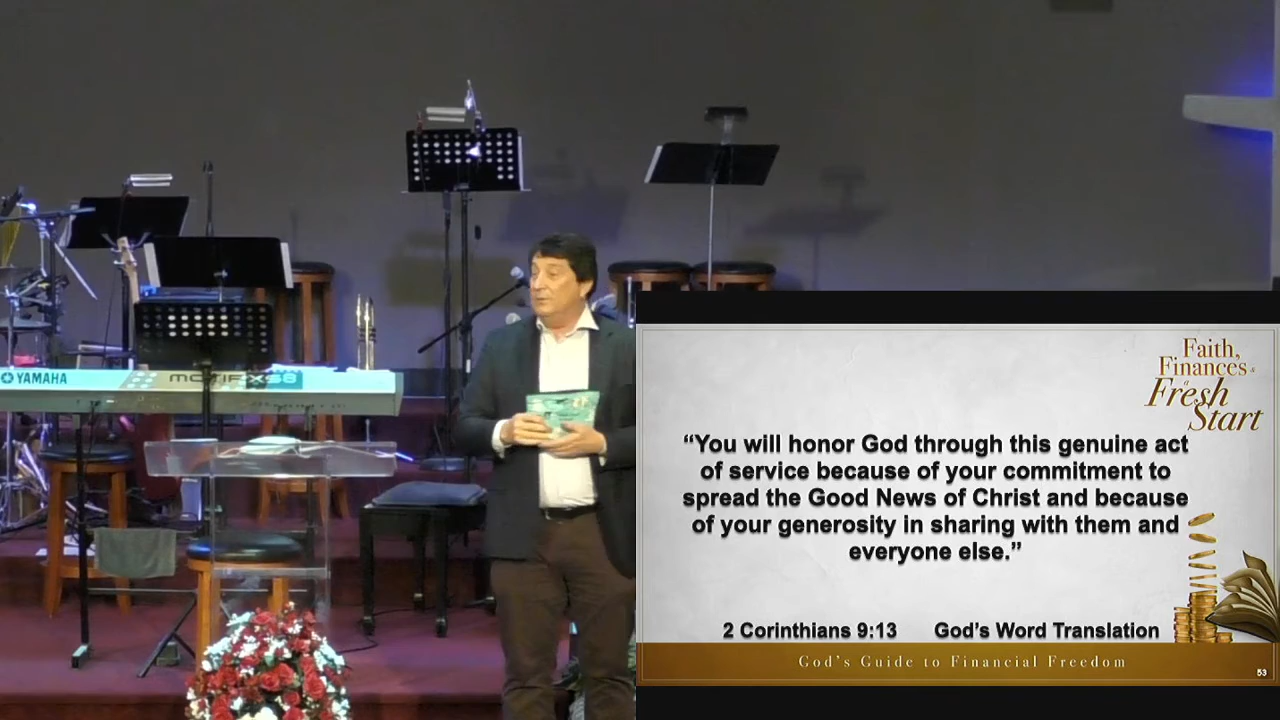 YAMAHA
MOTIF XS8
Faith,
Finances &
a
Fresh
Start
“You will honor God through this genuine act
of service because of your commitment to
spread the Good News of Christ and because
of your generosity in sharing with them and
everyone else.”
2 Corinthians 9:13 God’s Word Translation
God’s Guide to Financial Freedom
53